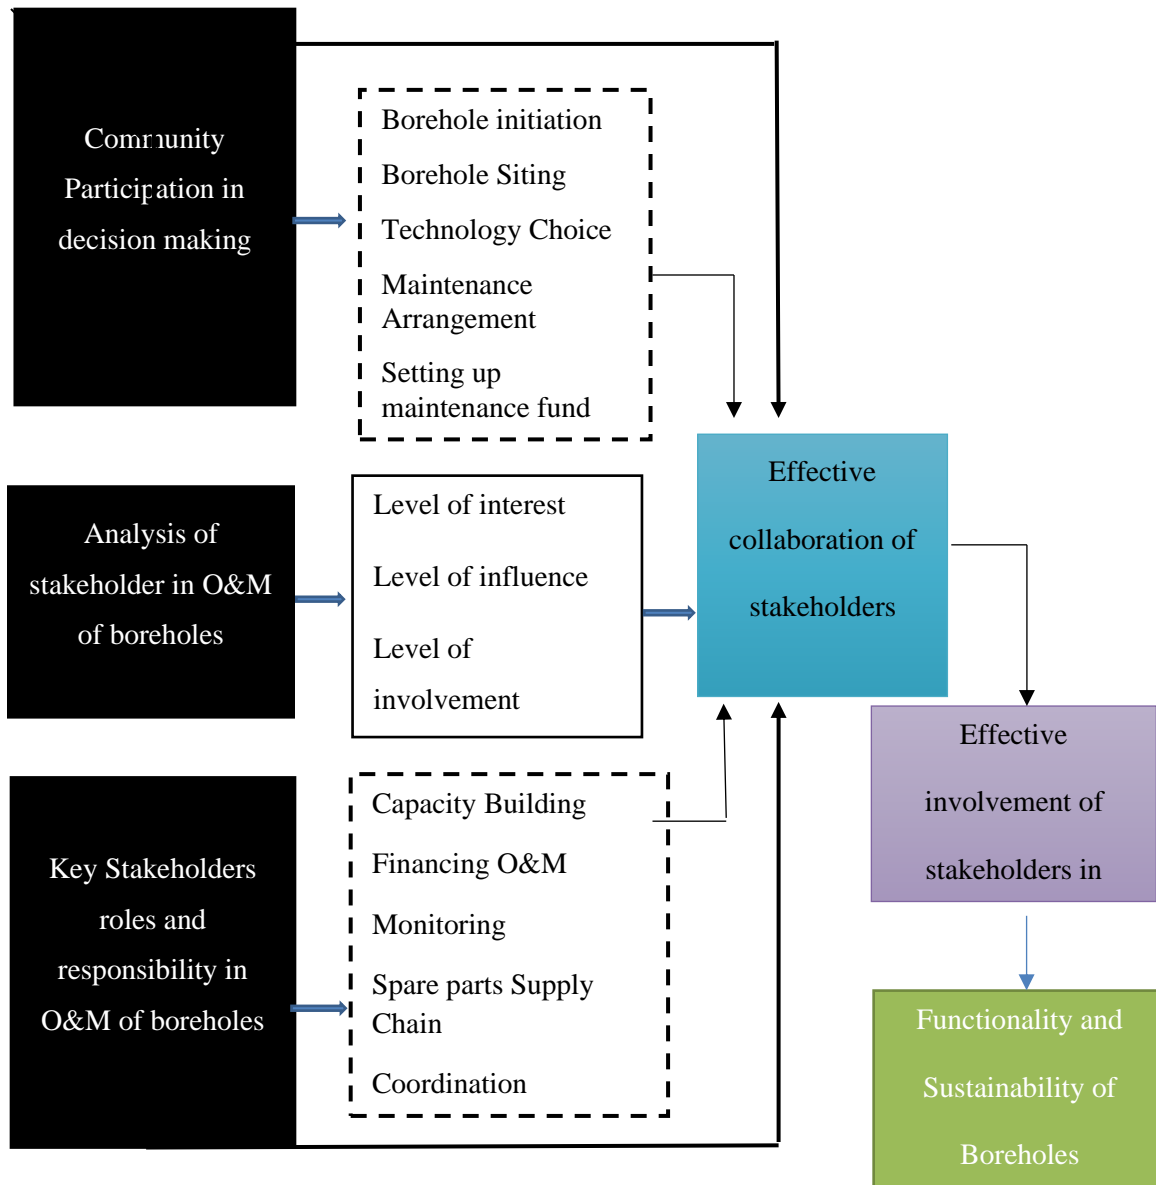 Community
Participation in
decision making
Borehole initiation
Borehole Siting
Technology Choice
Maintenance
Arrangement
Setting up
maintenance fund
Analysis of
stakeholder in O&M
of boreholes
Level of interest
Level of influence
Level of
involvement
Effective
collaboration of
stakeholders
Key Stakeholders
roles and
responsibility in
O&M of boreholes
Capacity Building
Financing O&M
Monitoring
Spare parts Supply
Chain
Coordination
Effective
involvement of
stakeholders in
Functionality and
Sustainability of
Boreholes